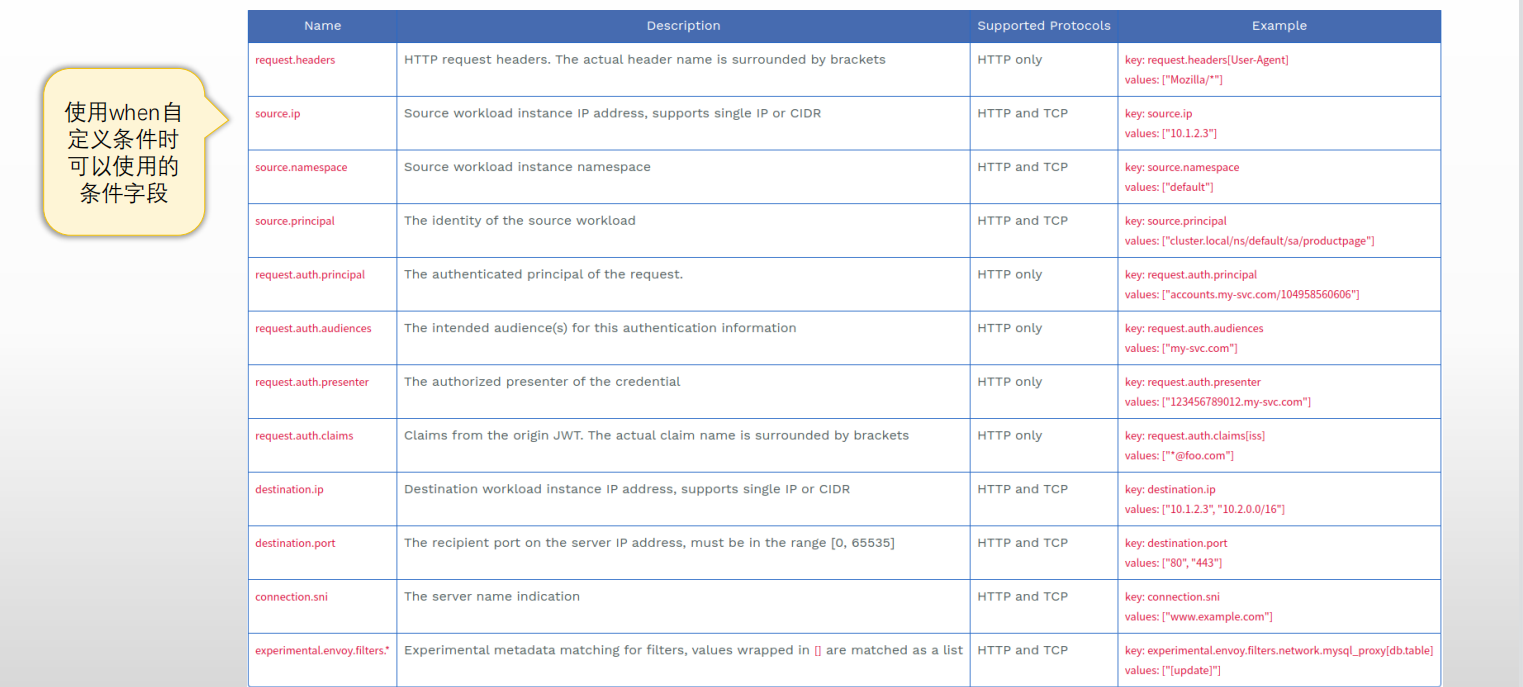 使用when自
定义条件时
可以使用的
条件字段
Name Description Supported Protocols Example
request.headers HTTP request headers. The actual header name is surrounded by brackets HTTP only key: request.headers[User-Agent]
values: ["Mozilla/*"]
source.ip Source workload instance IP address, supports single IP or CIDR HTTP and TCP key: source.ip
values: ["10.1.2.3"]
source.namespace Source workload instance namespace HTTP and TCP key: source.namespace
values: ["default"]
source.principal The identity of the source workload HTTP and TCP key: source.principal
values: ["cluster.local/ns/default/sa/productpage"]
request.auth.principal The authenticated principal of the request. HTTP only key: request.auth.principal
values: ["accounts.my-svc.com/104958560606"]
request.auth.audiences The intended audience(s) for this authentication information HTTP only key: request.auth.audiences
values: ["my-svc.com"]
request.auth.presenter The authorized presenter of the credential HTTP only key: request.auth.presenter
values: ["123456789012.my-svc.com"]
request.auth.claims Claims from the origin JWT. The actual claim name is surrounded by brackets HTTP only key: request.auth.claims[iss]
values: ["*@foo.com"]
destination.ip Destination workload instance IP address, supports single IP or CIDR HTTP and TCP key: destination.ip
values: ["10.1.2.3", "10.2.0.0/16"]
destination.port The recipient port on the server IP address, must be in the range [0, 65535] HTTP and TCP key: destination.port
values: ["80", "443"]
connection.sni The server name indication HTTP and TCP key: connection.sni
values: ["www.example.com"]
experimental.envoy.filters.* Experimental metadata matching for filters, values wrapped in [] are matched as a list HTTP and TCP key: experimental.envoy.filters.network.mysql_proxy[db.table]
values: ["[update]"]